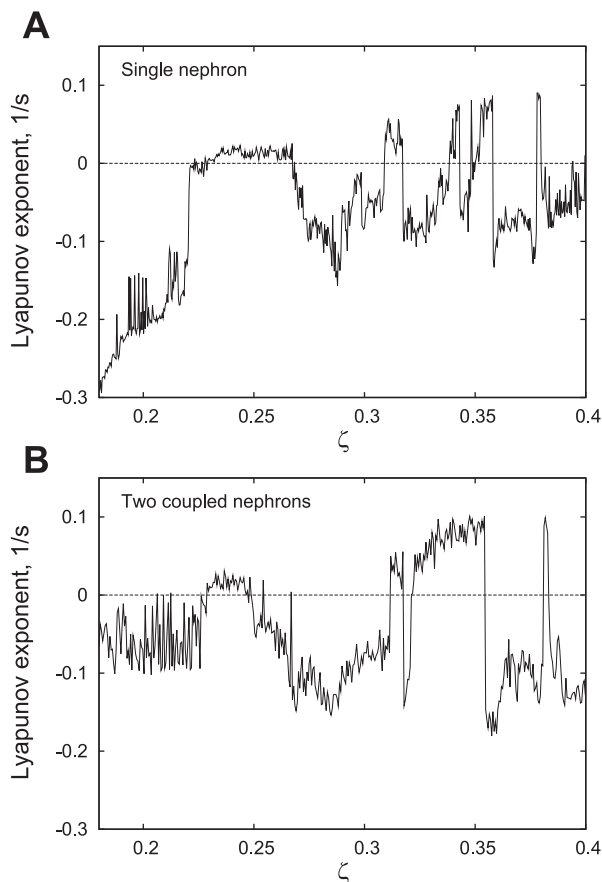 A
Single nephron
Lyapunov exponent, 1/s
0.1
0
-0.1
-0.2
-0.3
0.2
0.25
0.3
0.35
0.4
ζ
B
Two coupled nephrons
Lyapunov exponent, 1/s
0.1
0
-0.1
-0.2
-0.3
0.2
0.25
0.3
0.35
0.4
ζ